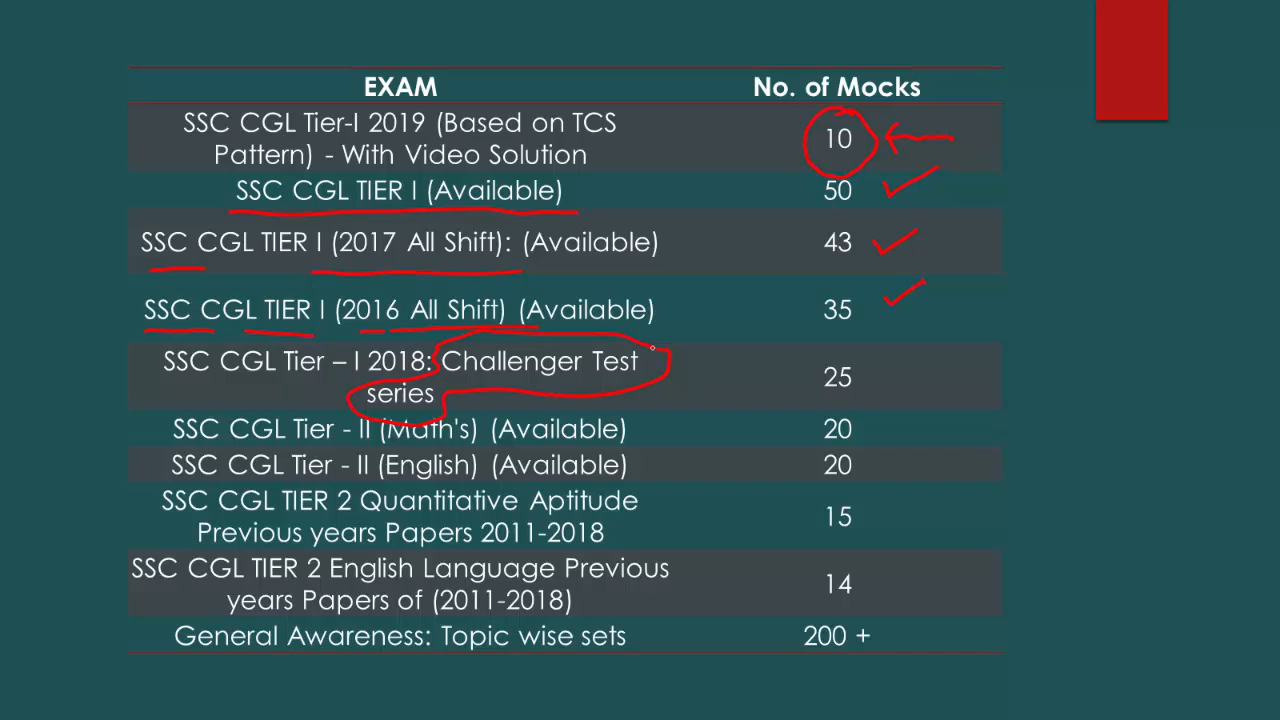 EXAM No. of Mocks
SSC CGL Tier-I 2019 (Based on TCS
Pattern) - With Video Solution 10
SSC CGL TIER I (Available) 50
SSC CGL TIER I (2017 All Shift): (Available) 43
SSC CGL TIER I (2016 All Shift) (Available) 35
SSC CGL Tier – I 2018: Challenger Test
series 25
SSC CGL Tier - II (Math's) (Available) 20
SSC CGL Tier - II (English) (Available) 20
SSC CGL TIER 2 Quantitative Aptitude
Previous years Papers 2011-2018 15
SSC CGL TIER 2 English Language Previous
years Papers of (2011-2018) 14
General Awareness: Topic wise sets 200 +